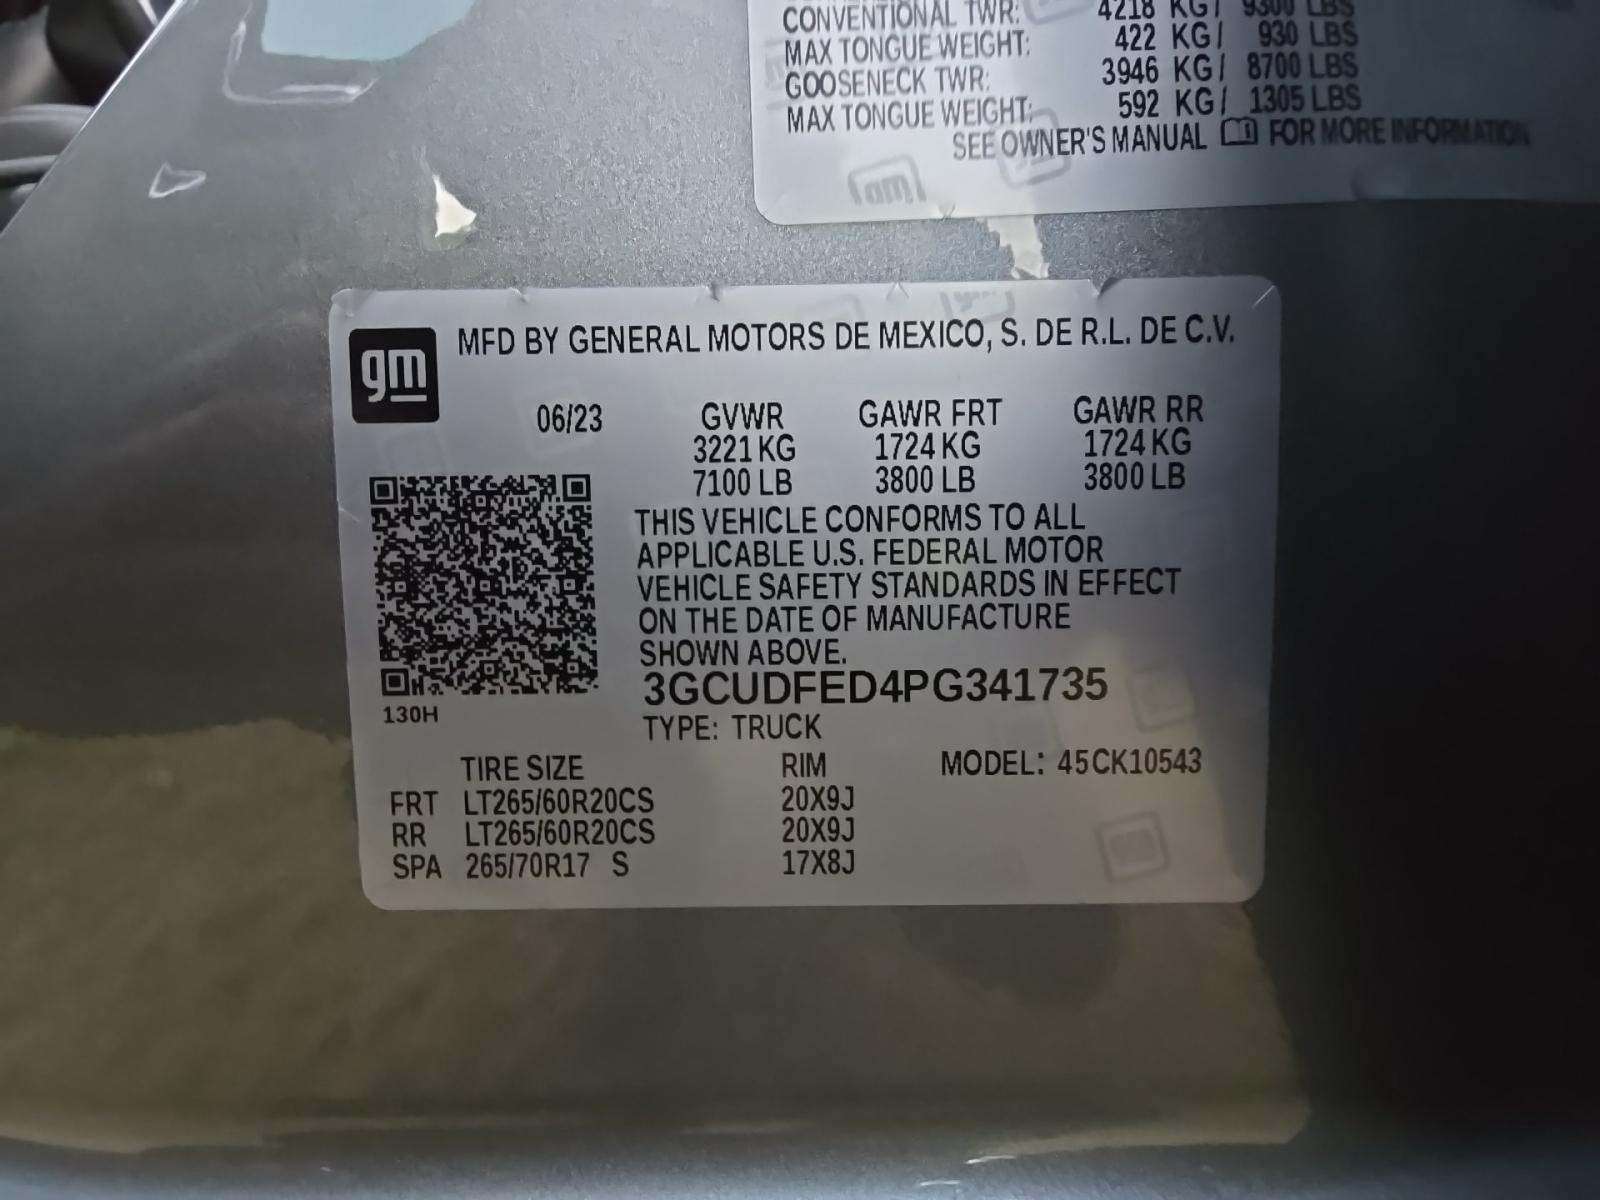 CONVENTIONAL TWR: 4218 KG/ 9300 LBS
MAX TONGUE WEIGHT: 422 KG/ 930 LBS
GOOSENECK TWR: 3946 KG/ 8700 LBS
MAX TONGUE WEIGHT: 592 KG/ 1305 LBS
SEE OWNER'S MANUAL FOR MORE INFORMATION
gm
MFD BY GENERAL MOTORS DE MEXICO, S. DE R.L. DE C.V.
06/23 GVWR GAWR FRT GAWR RR
3221 KG 1724 KG 1724 KG
7100 LB 3800 LB 3800 LB
THIS VEHICLE CONFORMS TO ALL
APPLICABLE U.S. FEDERAL MOTOR
VEHICLE SAFETY STANDARDS IN EFFECT
ON THE DATE OF MANUFACTURE
SHOWN ABOVE.
3GCUDFED4PG341735
130H
TYPE: TRUCK
TIRE SIZE RIM MODEL: 45CK10543
FRT LT265/60R20CS 20X9J
RR LT265/60R20CS 20X9J
SPA 265/70R17 S 17X8J